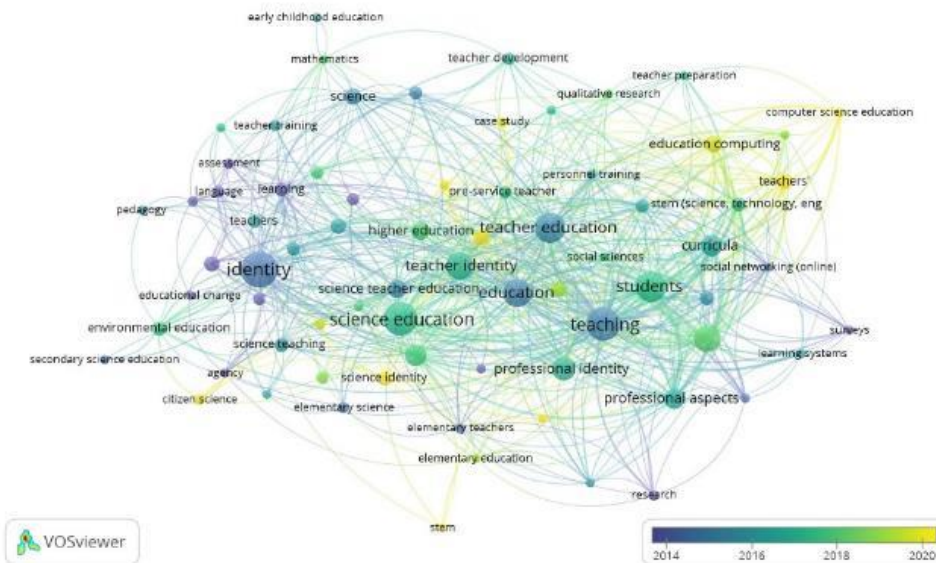 early childhood education
mathematics
teacher development
teacher preparation
science
qualitative research
computer science education
case study
teacher training
education computing
assessment
personnel training
teachers
learning
language
pre-service teacher
stem (science, technology, eng
pedagogy
teachers
higher education
teacher education
curricula
social sciences
identity
teacher identity
social networking (online)
science teacher education
education
students
educational change
science education
teaching
environmental education
surveys
science teaching
learning systems
secondary science education
agency
science identity
professional identity
citizen science
elementary science
professional aspects
elementary teachers
elementary education
research
stem
VOSviewer
2014 2016 2018 2020